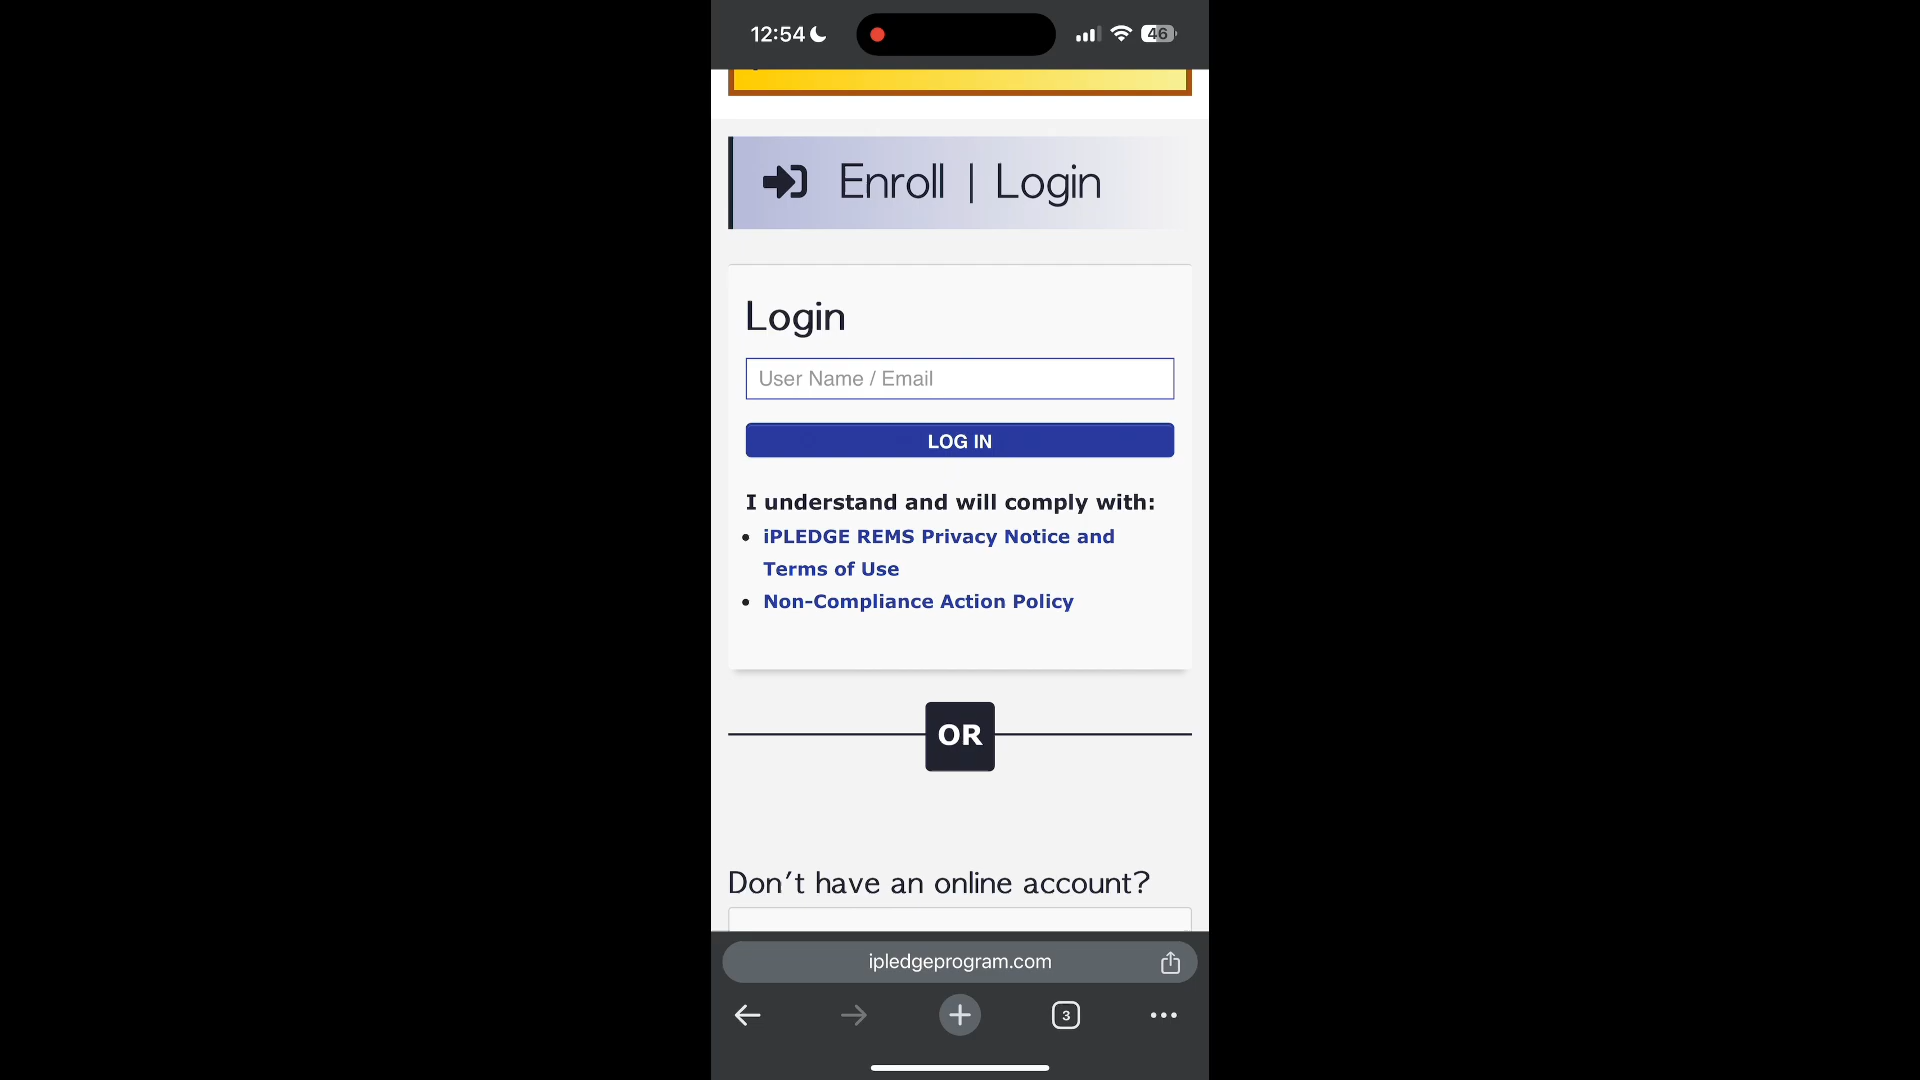 12:54
46
Enroll | Login
Login
User Name / Email
LOG IN
I understand and will comply with:
• iPLEDGE REMS Privacy Notice and
Terms of Use
• Non-Compliance Action Policy
OR
Don't have an online account?
ipledgeprogram.com
3